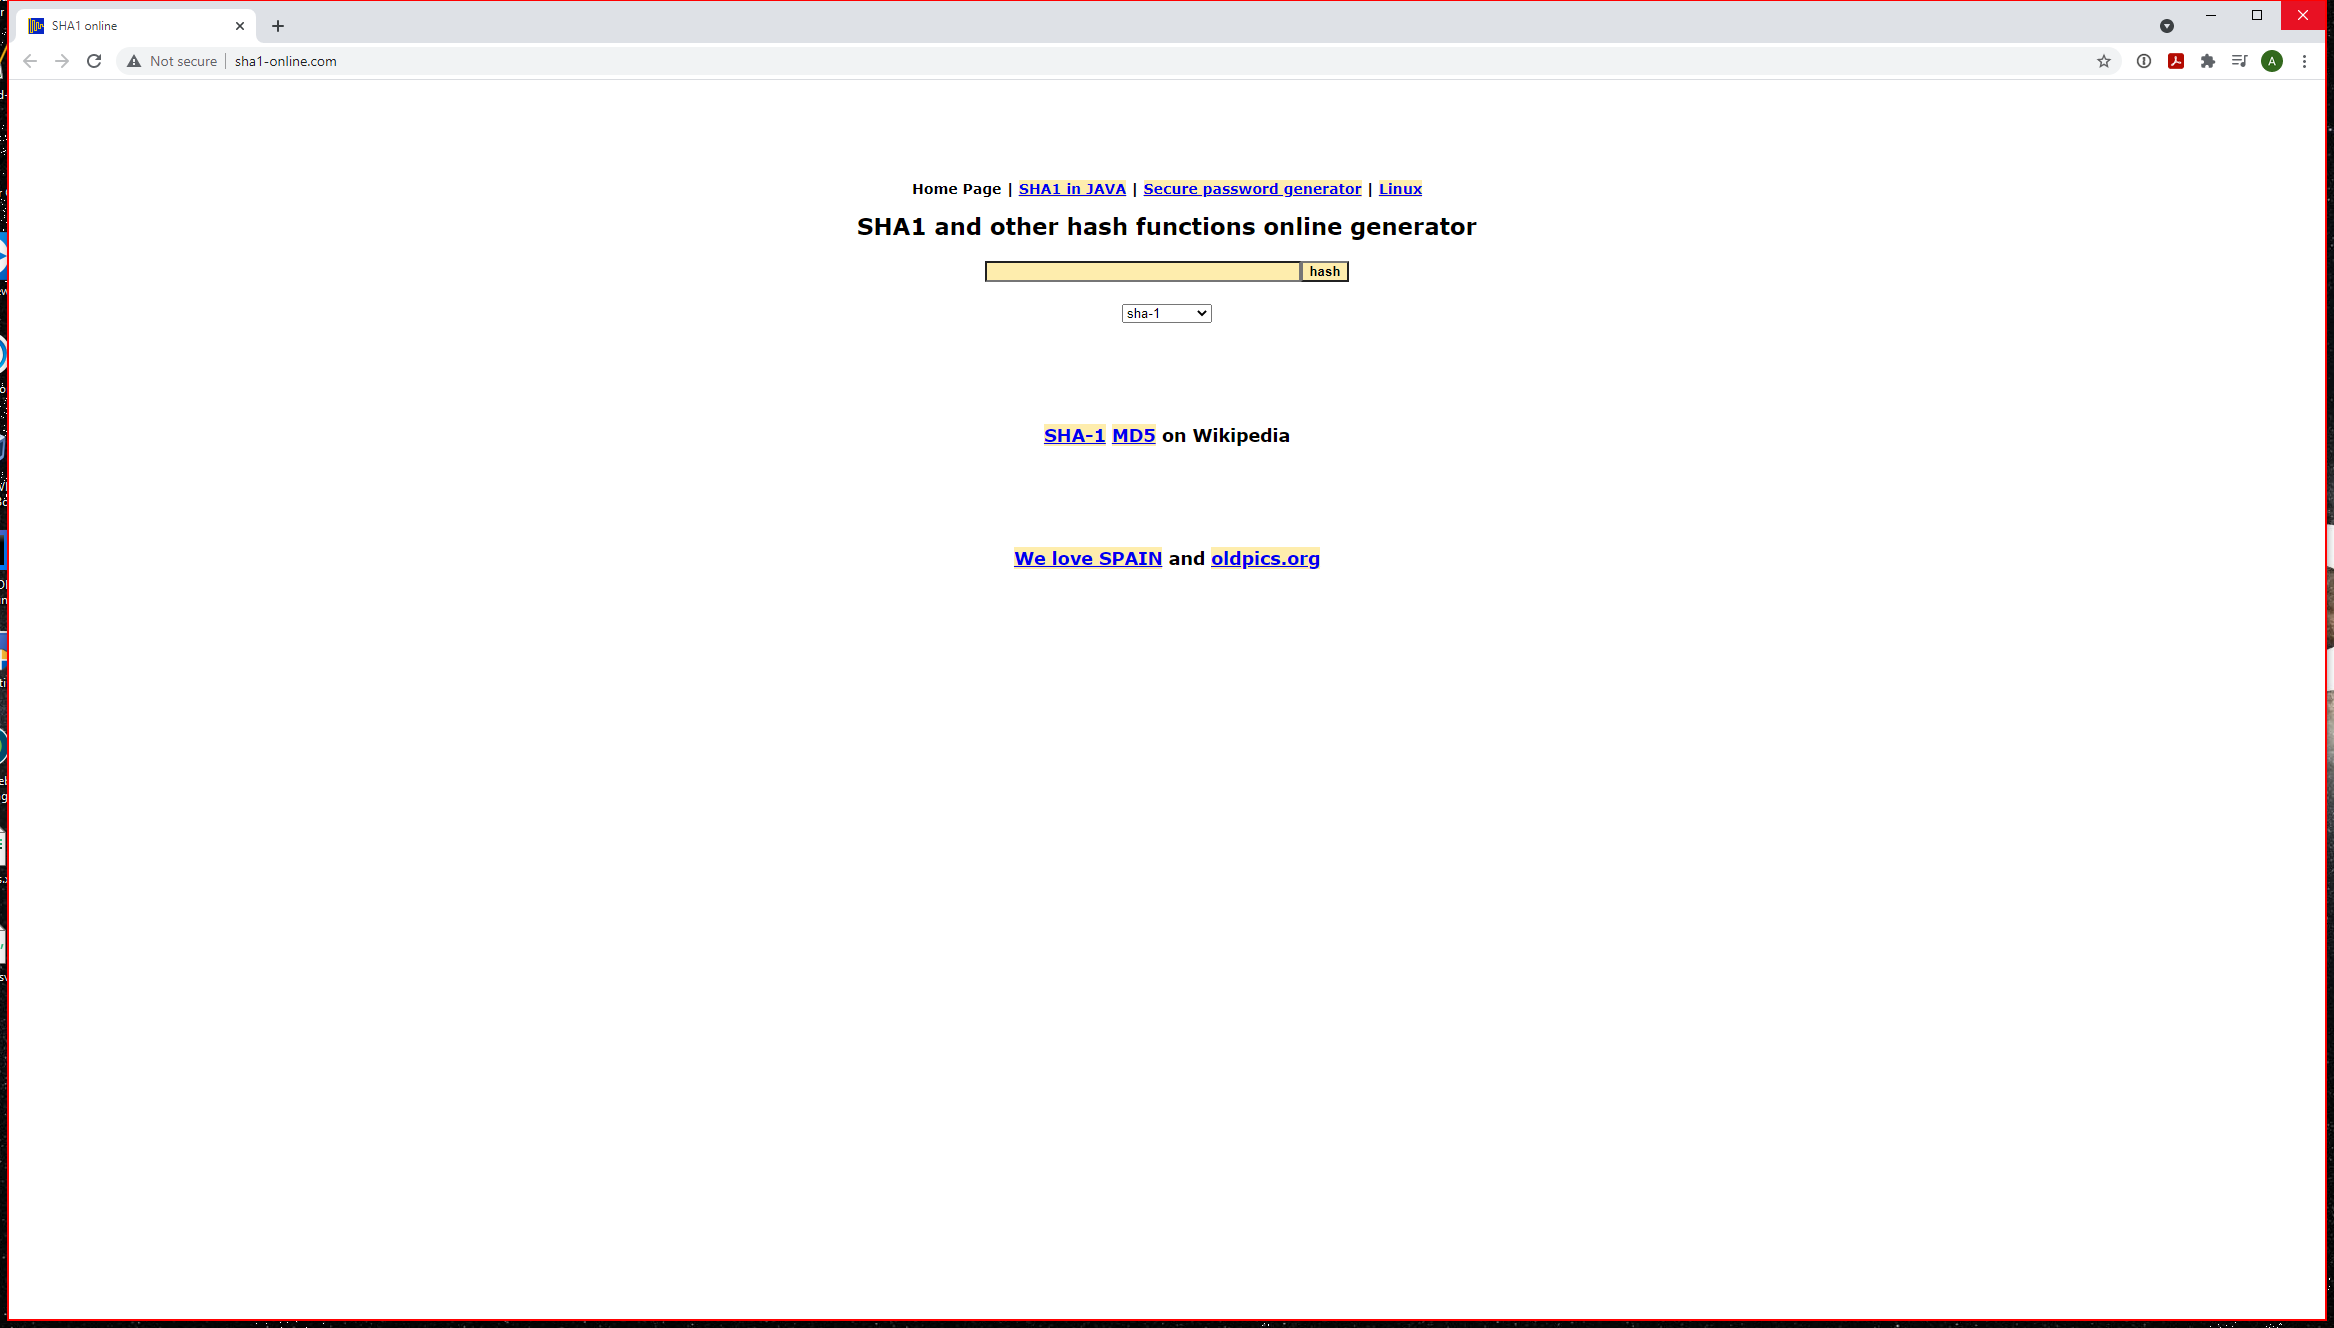 SHA1 online
Not secure | sha1-online.com
A
Home Page | SHA1 in JAVA | Secure password generator | Linux
SHA1 and other hash functions online generator
hash
sha-1
SHA-1 MD5 on Wikipedia
We love SPAIN and oldpics.org